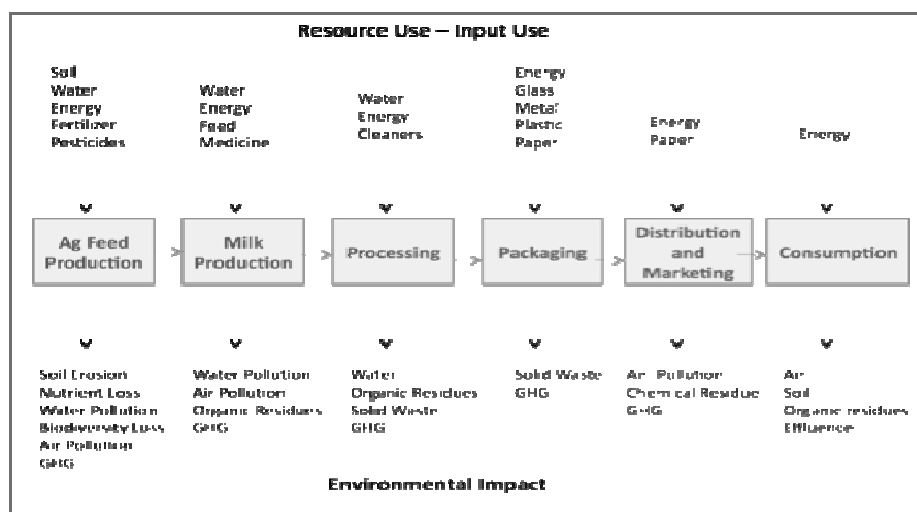 Resource Use – Input Use
Soil
Water
Energy
Fertilizer
Pesticides
Water
Energy
Feed
Medicine
Water
Energy
Cleaners
Energy
Glass
Metal
Plastic
Paper
Energy
Paper
Energy
Ag Feed
Production
Milk
Production
Processing
Packaging
Distribution
and
Marketing
Consumption
Soil Erosion
Nutrient Loss
Water Pollution
Biodiversity Loss
Air Pollution
GHG
Water Pollution
Air Pollution
Organic Residues
GHG
Water
Organic Residues
Solid Waste
GHG
Solid Waste
GHG
Air Pollution
Chemical Residue
GHG
Air
Soil
Organic residues
Effluence
Environmental Impact